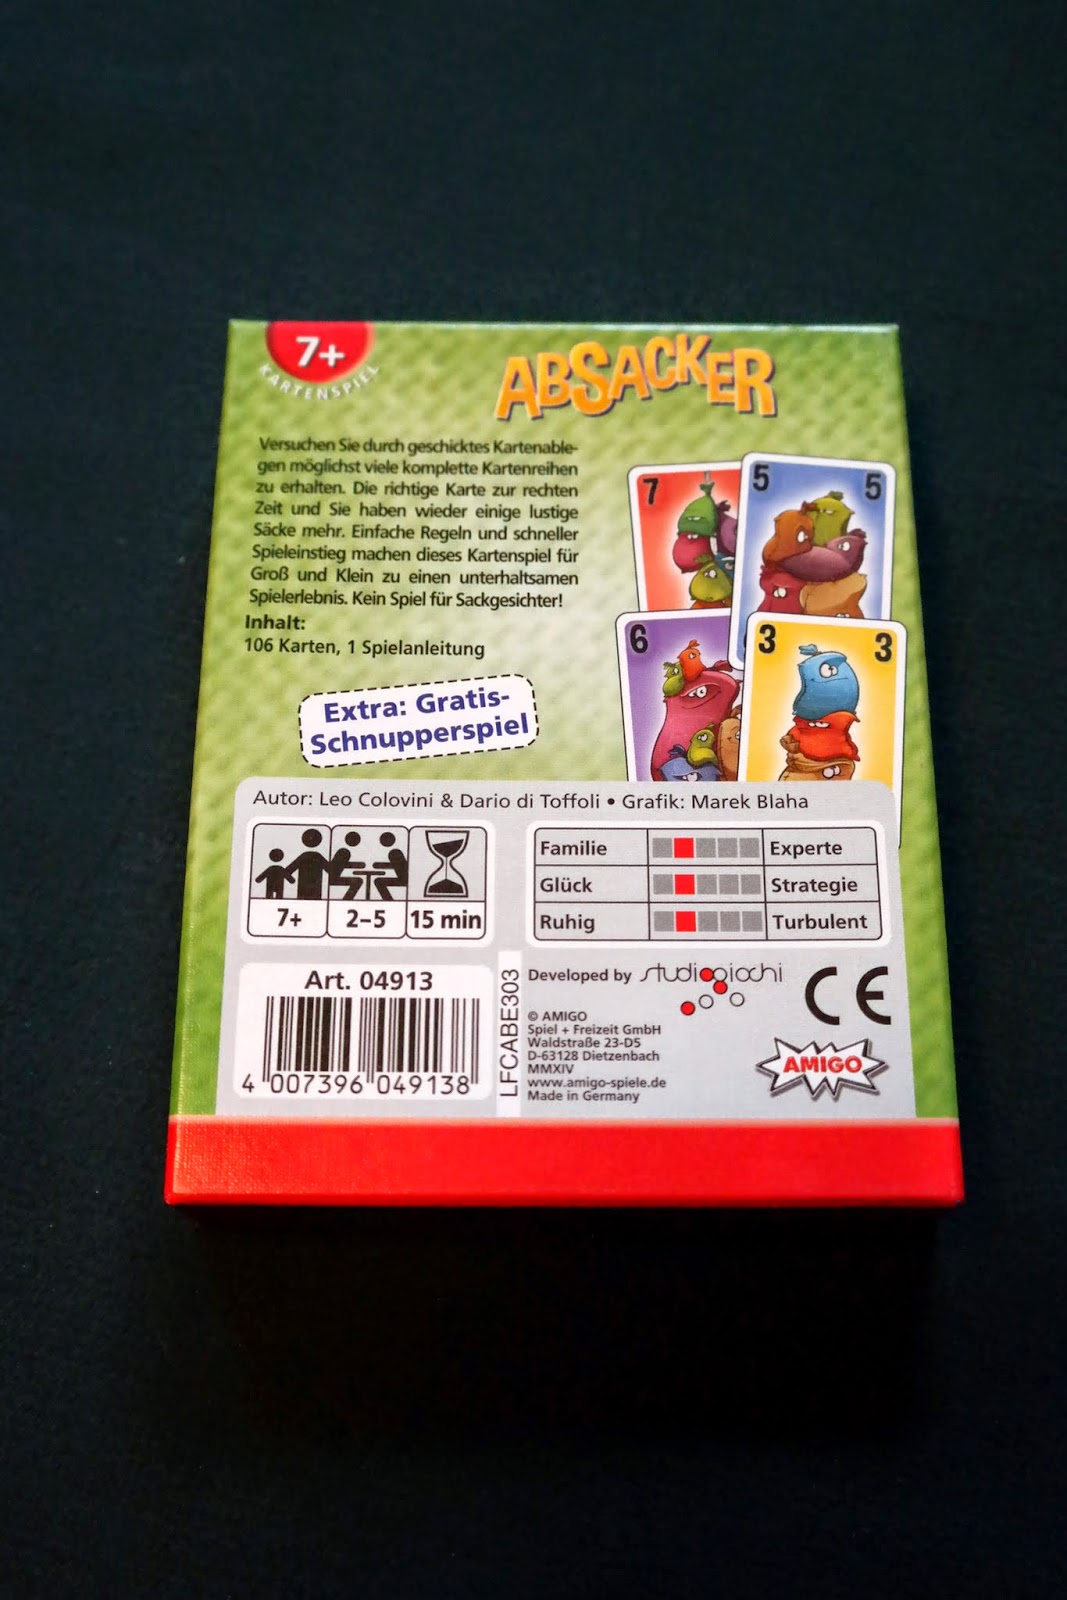 7+
KARTENSPIEL
ABSACKER
Versuchen Sie durch geschicktes Kartenable-
gen möglichst viele komplette Kartenreihen
zu erhalten. Die richtige Karte zur rechten
Zeit und Sie haben wieder einige lustige
Säcke mehr. Einfache Regeln und schneller
Spieleinstieg machen dieses Kartenspiel für
Groß und Klein zu einen unterhaltsamen
Spielerlebnis. Kein Spiel für Sackgesichter!
Inhalt:
106 Karten, 1 Spielanleitung
Extra: Gratis-
Schnupperspiel
7
5 5
6
3 3
Autor: Leo Colovini & Dario di Toffoli • Grafik: Marek Blaha
7+ 2–5 15 min
Familie Experte
Glück Strategie
Ruhig Turbulent
Art. 04913
4 007396 049138
LFCABE303
Developed by studiogiochi
CE
© AMIGO
Spiel + Freizeit GmbH
Waldstraße 23-D5
D-63128 Dietzenbach
MMXIV
www.amigo-spiele.de
Made in Germany
AMIGO